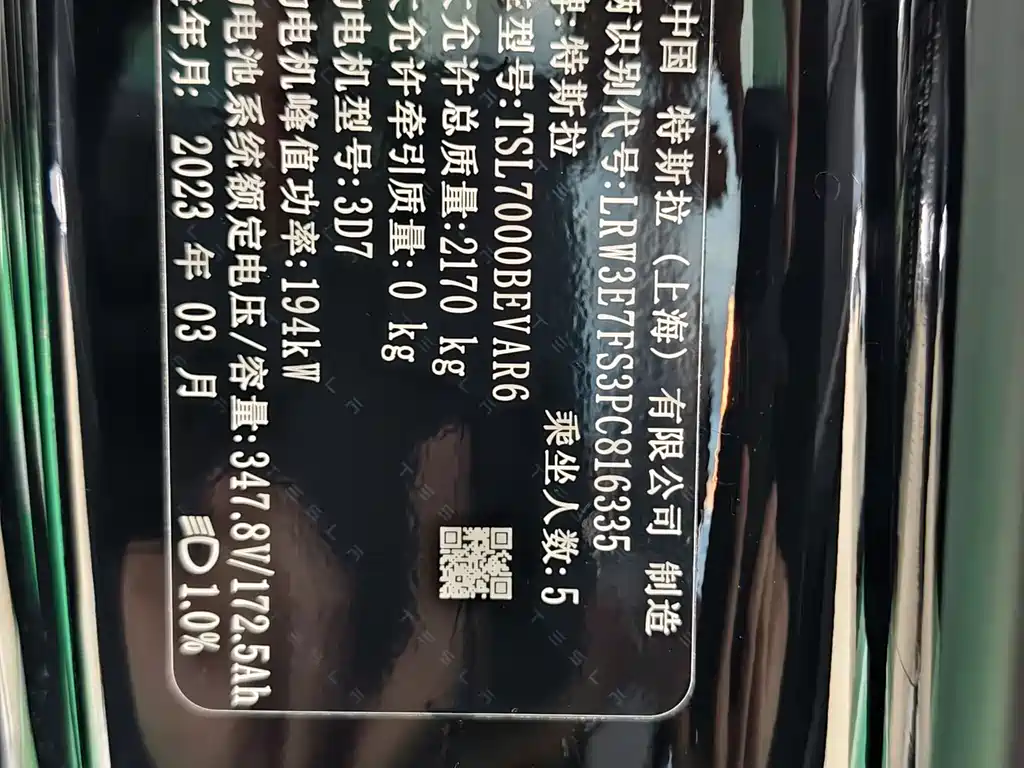 中国 特斯拉（上海）有限公司 制造
识别代号:LRW3E7FS3PC816335
牌:特斯拉 乘坐人数:5
型号:TSL7000BEVAR6
允许总质量:2170 kg
允许牵引质量:0 kg
电机型号:3D7
电机峰值功率:194kW
电池系统额定电压/容量:347.8V/172.5Ah
年月: 2023 年 03 月 1.0%